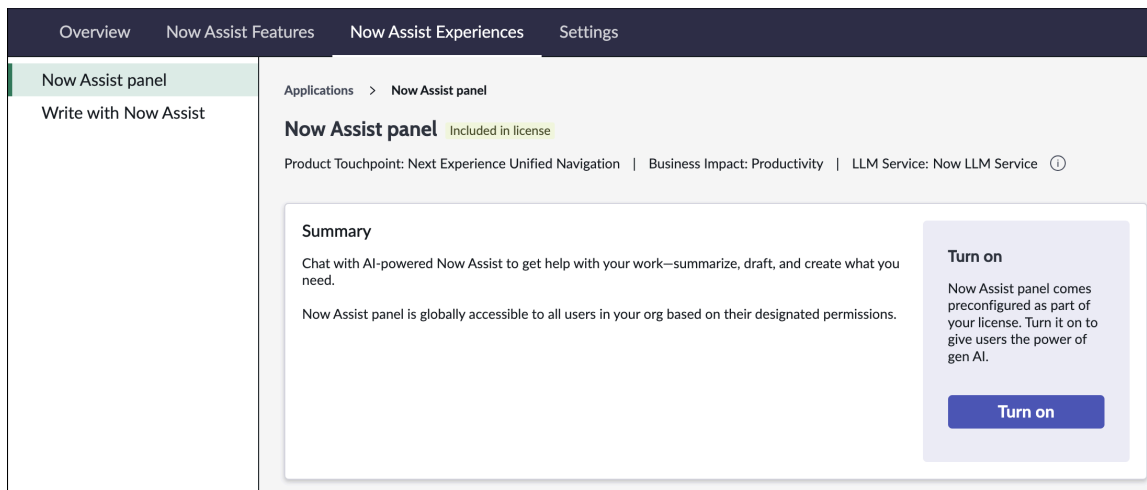 Overview Now Assist Features Now Assist Experiences Settings
Now Assist panel
Write with Now Assist
Applications > Now Assist panel
Now Assist panel Included in license
Product Touchpoint: Next Experience Unified Navigation | Business Impact: Productivity | LLM Service: Now LLM Service
Summary
Chat with AI-powered Now Assist to get help with your work—summarize, draft, and create what you
need.
Now Assist panel is globally accessible to all users in your org based on their designated permissions.
Turn on
Now Assist panel comes
preconfigured as part of
your license. Turn it on to
give users the power of
gen AI.
Turn on